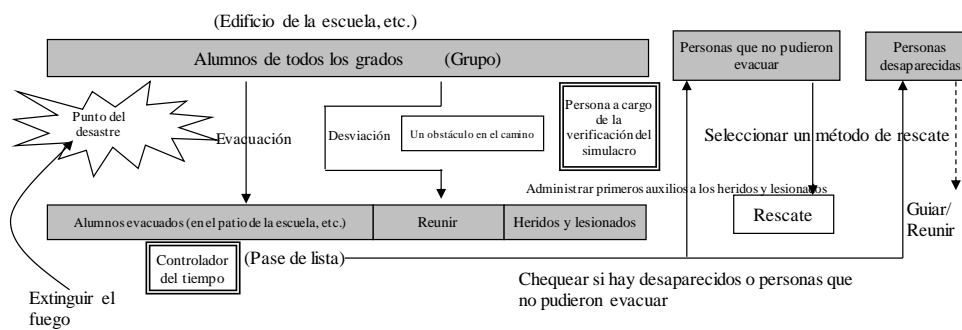 (Edificio de la escuela, etc.)
Alumnos de todos los grados (Grupo)
Personas que no pudieron
evacuar
Personas
desaparecidas
Punto del
desastre
Evacuación
Desviación
Un obstáculo en el camino
Persona a cargo
de la
verificación del
simulacro
Seleccionar un método de rescate
Administrar primeros auxilios a los heridos y lesionados
Alumnos evacuados (en el patio de la escuela, etc.)
Reunir
Heridos y lesionados
Rescate
Guiar/
Reunir
Controlador
del tiempo
(Pase de lista)
Chequear si hay desaparecidos o personas que
no pudieron evacuar
Extinguir el
fuego